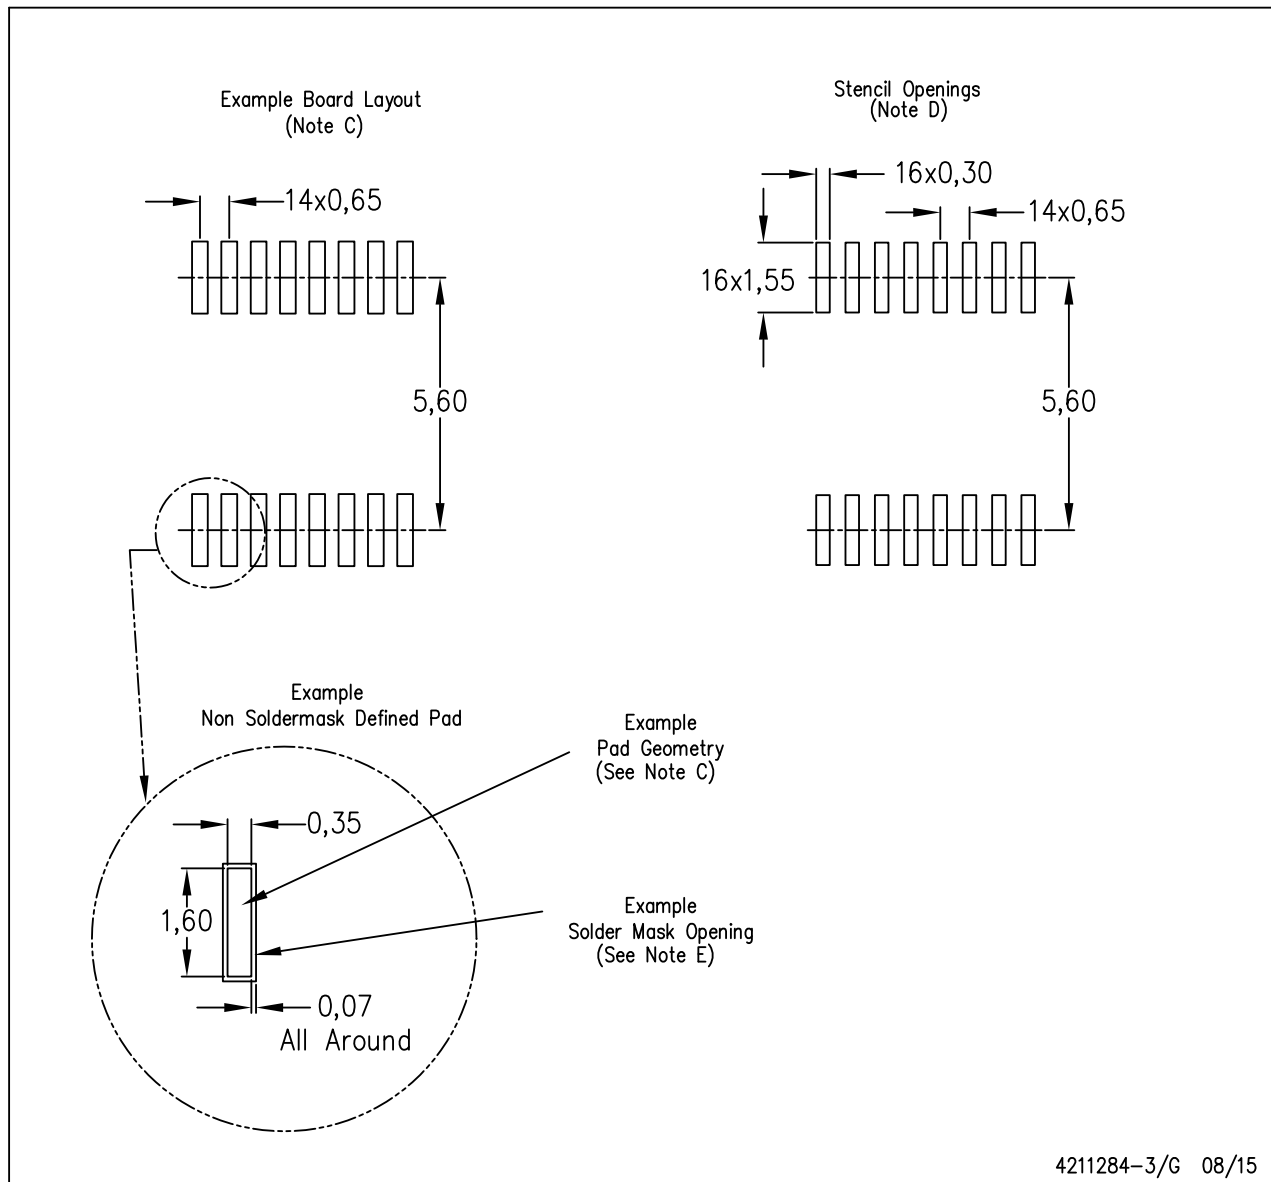 Example Board Layout
(Note C)
Stencil Openings
(Note D)
14x0,65
16x0,30
14x0,65
16x1,55
5,60
5,60
Example
Non Soldermask Defined Pad
Example
Pad Geometry
(See Note C)
0,35
1,60
Example
Solder Mask Opening
(See Note E)
0,07
All Around
4211284-3/G 08/15